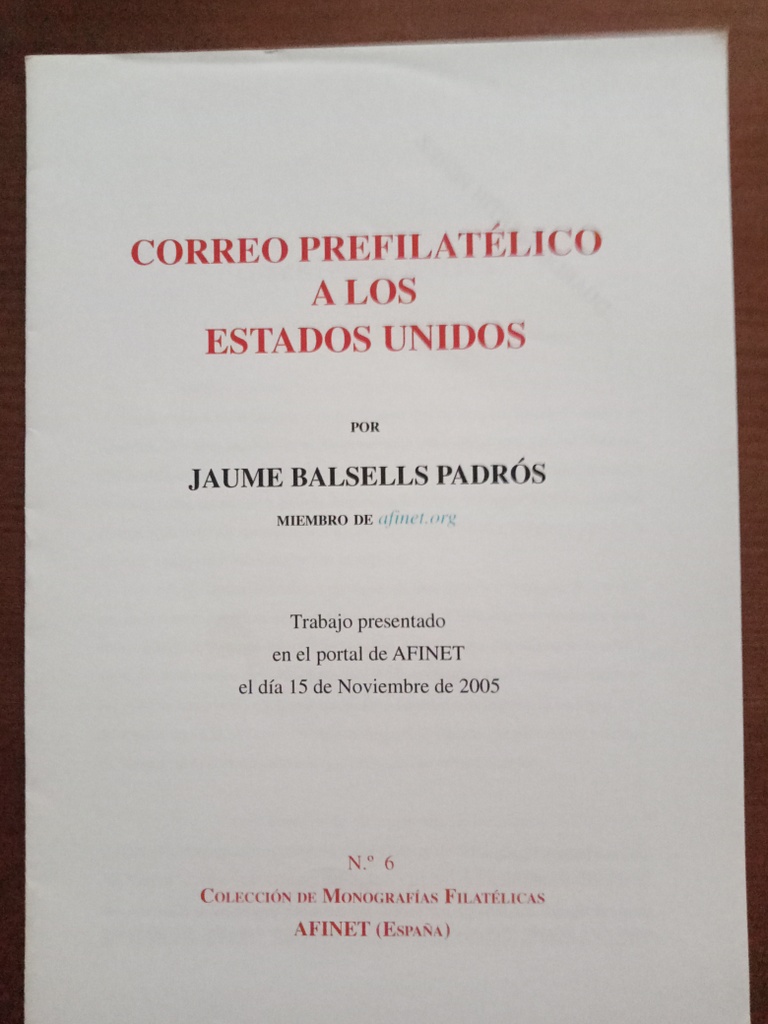 CORREO PREFILATÉLICO
A LOS
ESTADOS UNIDOS
POR
JAUME BALSELLS PADRÓS
MIEMBRO DE afinet.org
Trabajo presentado
en el portal de AFINET
el día 15 de Noviembre de 2005
N.º 6
COLECCIÓN DE MONOGRAFÍAS FILATÉLICAS
AFINET (ESPAÑA)